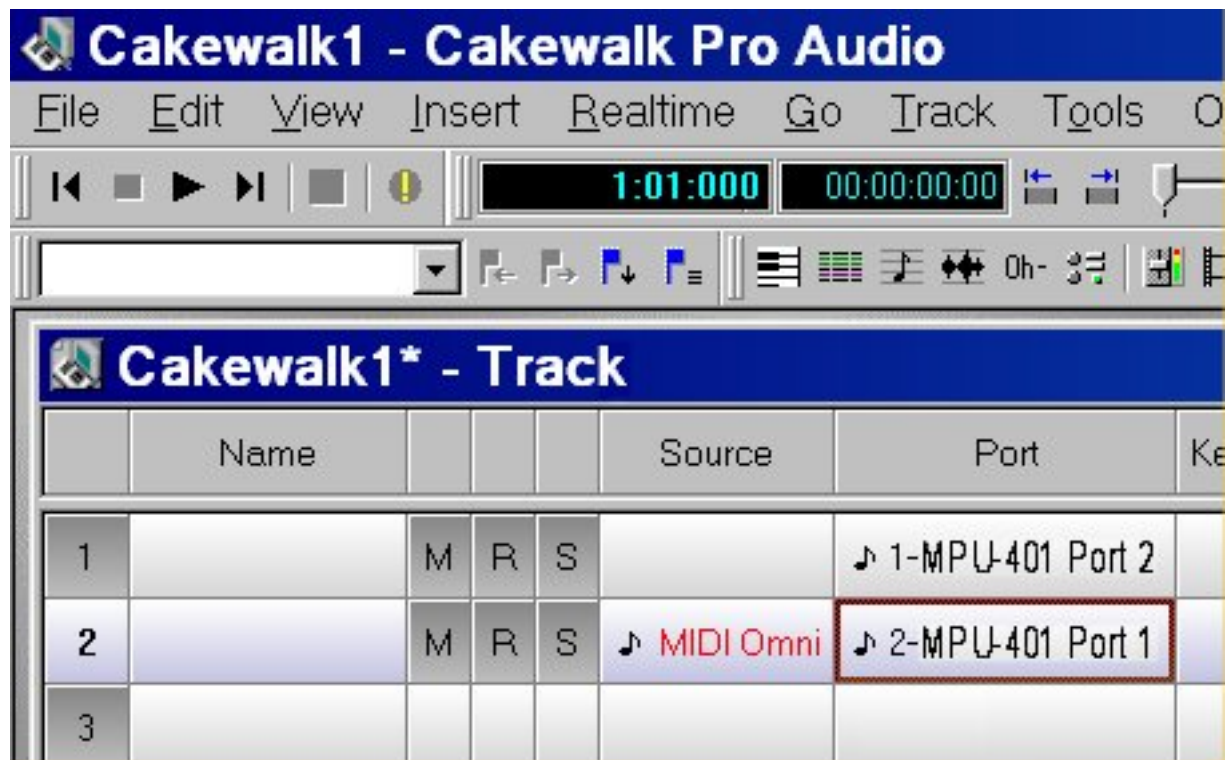 Cakewalk1 - Cakewalk Pro Audio
File Edit View Insert Realtime Go Track Tools
1:01:000 00:00:00:00
0h-
Cakewalk1* - Track
Name Source Port
1 M R S 1-MPU-401 Port 2
2 M R S MIDI Omni 2-MPU-401 Port 1
3